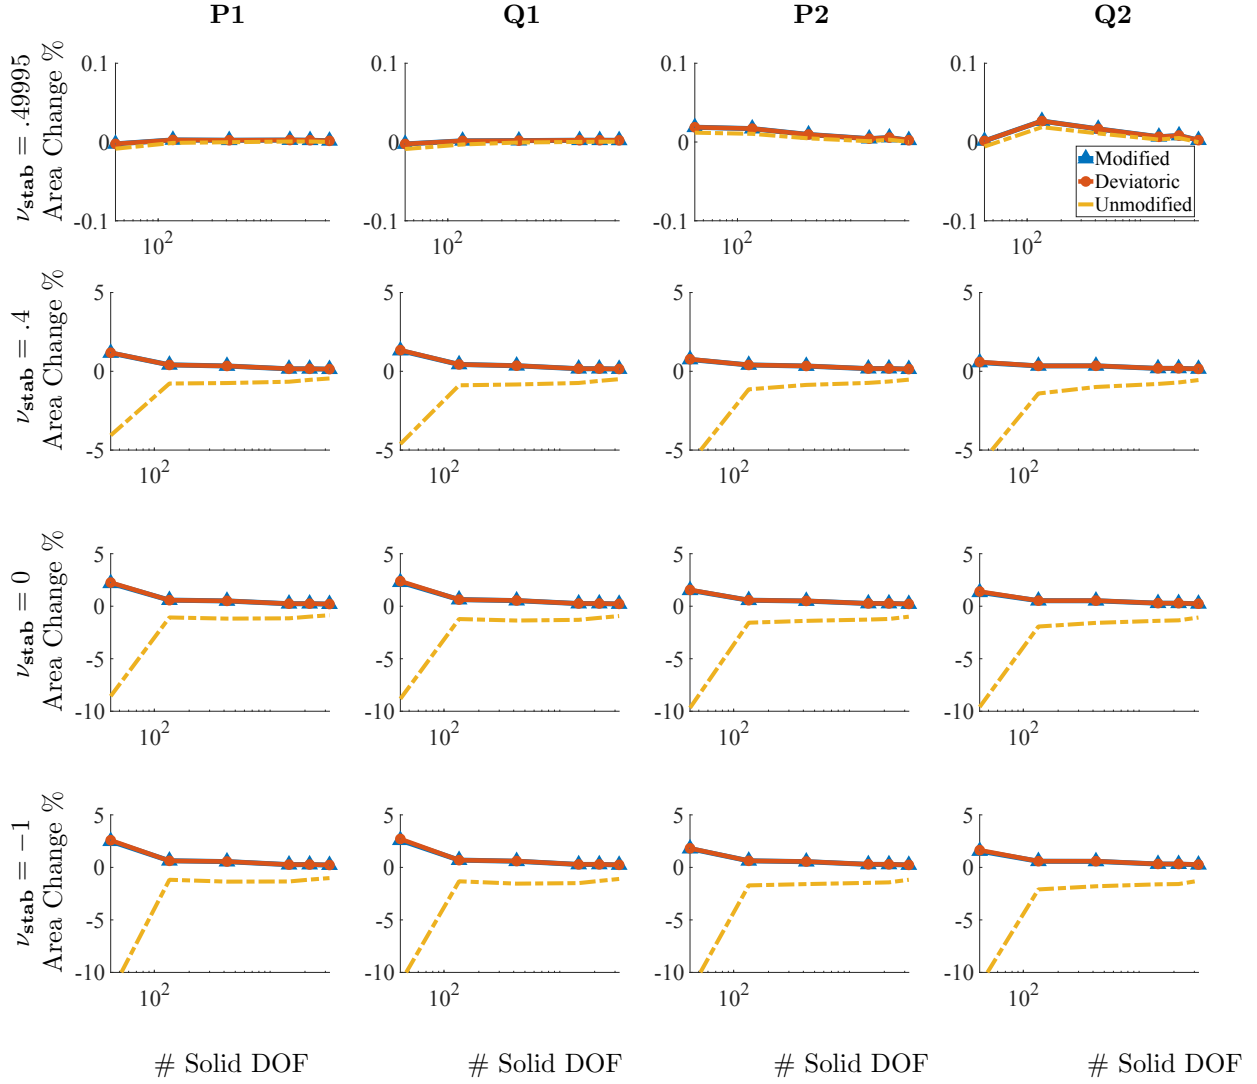 P1 Q1 P2 Q2
ν_stab = .49995
Area Change %
0.1 0.1 0.1 0.1
0 0 0 0
-0.1 -0.1 -0.1 -0.1
10^2 10^2 10^2 10^2
Modified
Deviatoric
Unmodified
ν_stab = .4
Area Change %
5 5 5 5
0 0 0 0
-5 -5 -5 -5
10^2 10^2 10^2 10^2
ν_stab = 0
Area Change %
5 5 5 5
0 0 0 0
-5 -5 -5 -5
-10 -10 -10 -10
10^2 10^2 10^2 10^2
ν_stab = −1
Area Change %
5 5 5 5
0 0 0 0
-5 -5 -5 -5
-10 -10 -10 -10
10^2 10^2 10^2 10^2
# Solid DOF # Solid DOF # Solid DOF # Solid DOF